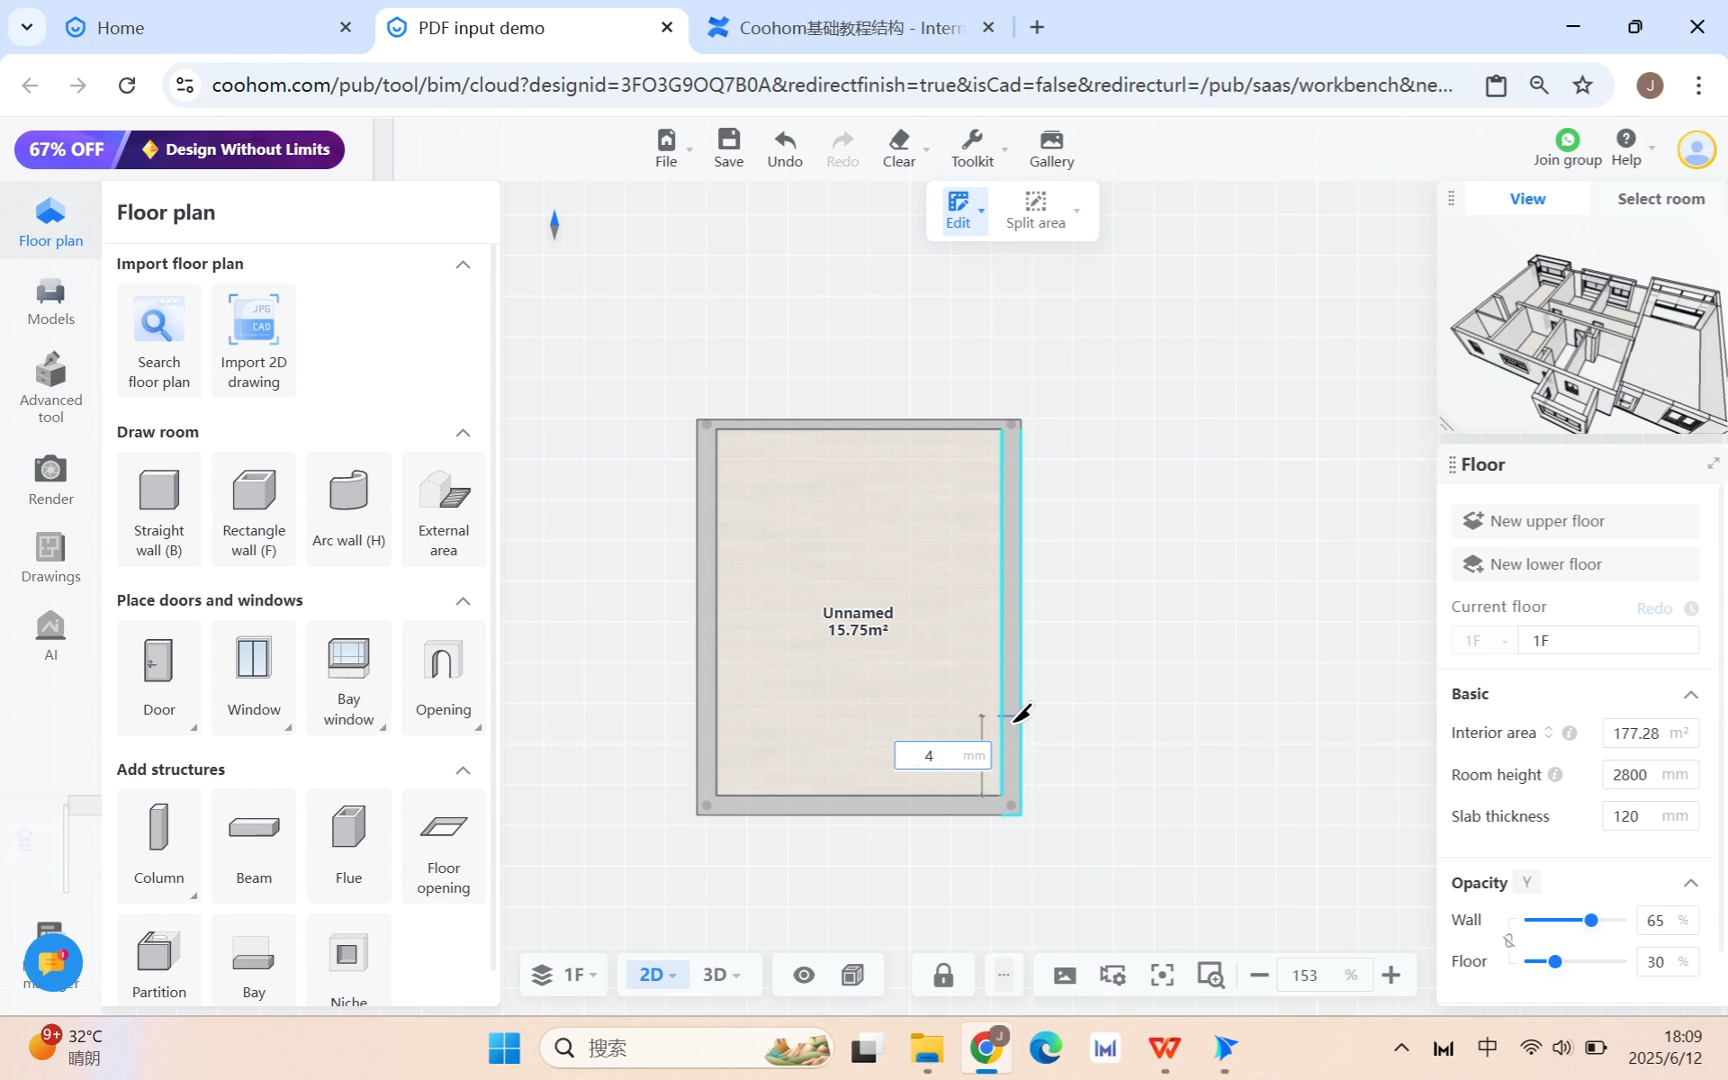 Home
PDF input demo
Coohom基础教程结构 - Intern
coohom.com/pub/tool/bim/cloud?designid=3FO3G9OQ7B0A&redirectfinish=true&isCad=false&redirecturl=/pub/saas/workbench&ne...
J
67% OFF
Design Without Limits
File
Save
Undo
Redo
Clear
Toolkit
Gallery
Join group
Help
Edit
Split area
View
Select room
Floor plan
Models
Advanced
tool
Render
Drawings
AI
Floor plan
Import floor plan
Search
floor plan
JPG
CAD
Import 2D
drawing
Draw room
Straight
wall (B)
Rectangle
wall (F)
Arc wall (H)
External
area
Place doors and windows
Door
Window
Bay
window
Opening
Add structures
Column
Beam
Flue
Floor
opening
Partition
Bay
Niche
Unnamed
15.75m²
4 mm
Floor
New upper floor
New lower floor
Current floor
Redo
1F
1F
Basic
Interior area
177.28 m²
Room height
2800 mm
Slab thickness
120 mm
Opacity
Y
Wall
65 %
Floor
30 %
1F
2D
3D
153 %
9+
32°C
晴朗
搜索
J
中
18:09
2025/6/12